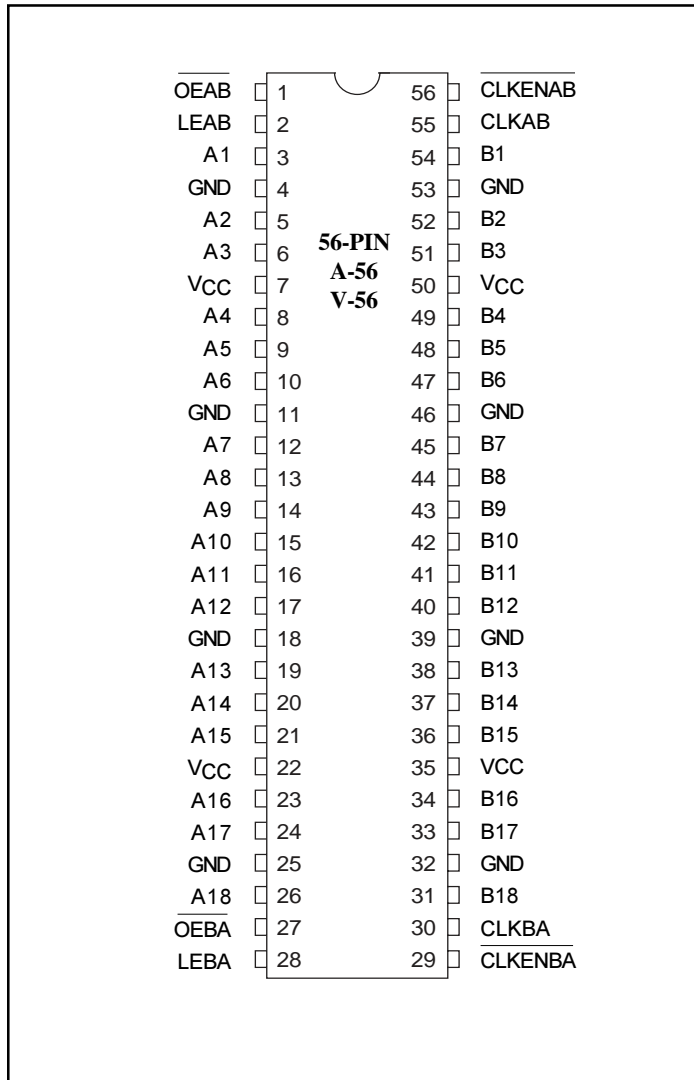 OEAB 1 56 CLKENAB
LEAB 2 55 CLKAB
A1 3 54 B1
GND 4 53 GND
A2 5 52 B2
A3 6 56-PIN 51 B3
VCC 7 A-56 50 VCC
A4 8 V-56 49 B4
A5 9 48 B5
A6 10 47 B6
GND 11 46 GND
A7 12 45 B7
A8 13 44 B8
A9 14 43 B9
A10 15 42 B10
A11 16 41 B11
A12 17 40 B12
GND 18 39 GND
A13 19 38 B13
A14 20 37 B14
A15 21 36 B15
VCC 22 35 VCC
A16 23 34 B16
A17 24 33 B17
GND 25 32 GND
A18 26 31 B18
OEBA 27 30 CLKBA
LEBA 28 29 CLKENBA